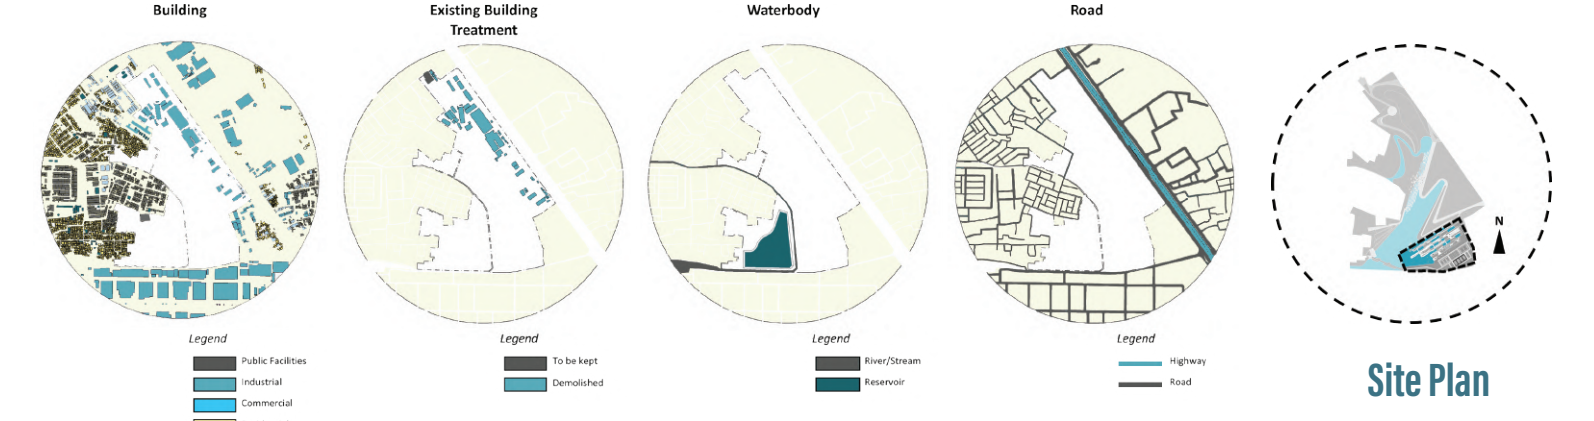 Building
Existing Building
Treatment
Waterbody
Road
N
Legend
Public Facilities
Industrial
Commercial
Legend
To be kept
Demolished
Legend
River/Stream
Reservoir
Legend
Highway
Road
Site Plan